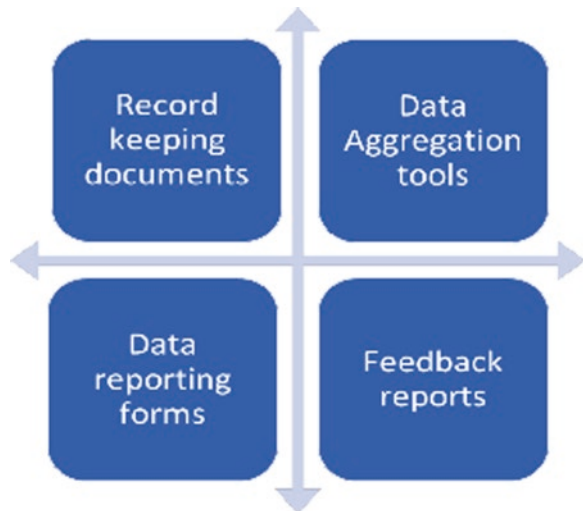 Record
keeping
documents
Data
Aggregation
tools
Data
reporting
forms
Feedback
reports